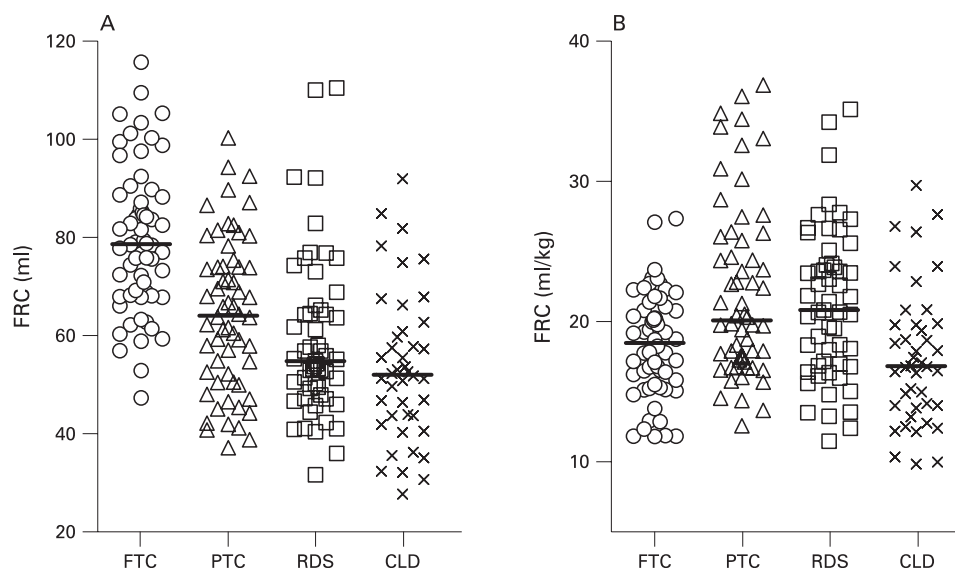 A
120
100
80
60
40
20
FRC (ml)
FTC PTC RDS CLD
B
40
30
20
10
FRC (ml/kg)
FTC PTC RDS CLD